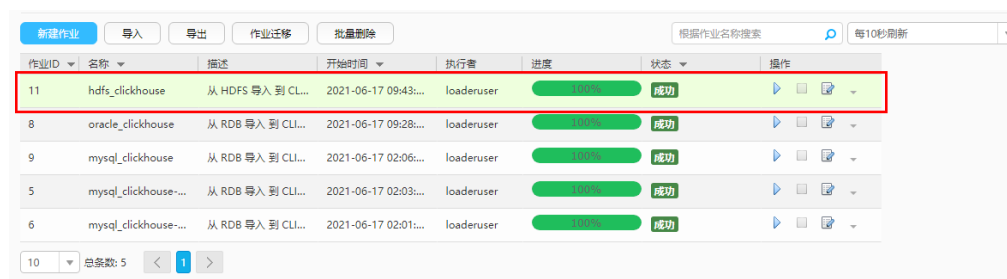 新建作业 导入 导出 作业迁移 批量删除 根据作业名称搜索 每10秒刷新
作业ID 名称 描述 开始时间 执行者 进度 状态 操作
11 hdfs_clickhouse 从 HDFS 导入 到 CL... 2021-06-17 09:43:... loaderuser 100% 成功
8 oracle_clickhouse 从 RDB 导入 到 CLI... 2021-06-17 09:28:... loaderuser 100% 成功
9 mysql_clickhouse 从 RDB 导入 到 CLI... 2021-06-17 02:06:... loaderuser 100% 成功
5 mysql_clickhouse-... 从 RDB 导入 到 CLI... 2021-06-17 02:03:... loaderuser 100% 成功
6 mysql_clickhouse-... 从 RDB 导入 到 CLI... 2021-06-17 02:01:... loaderuser 100% 成功
10 总条数: 5 1